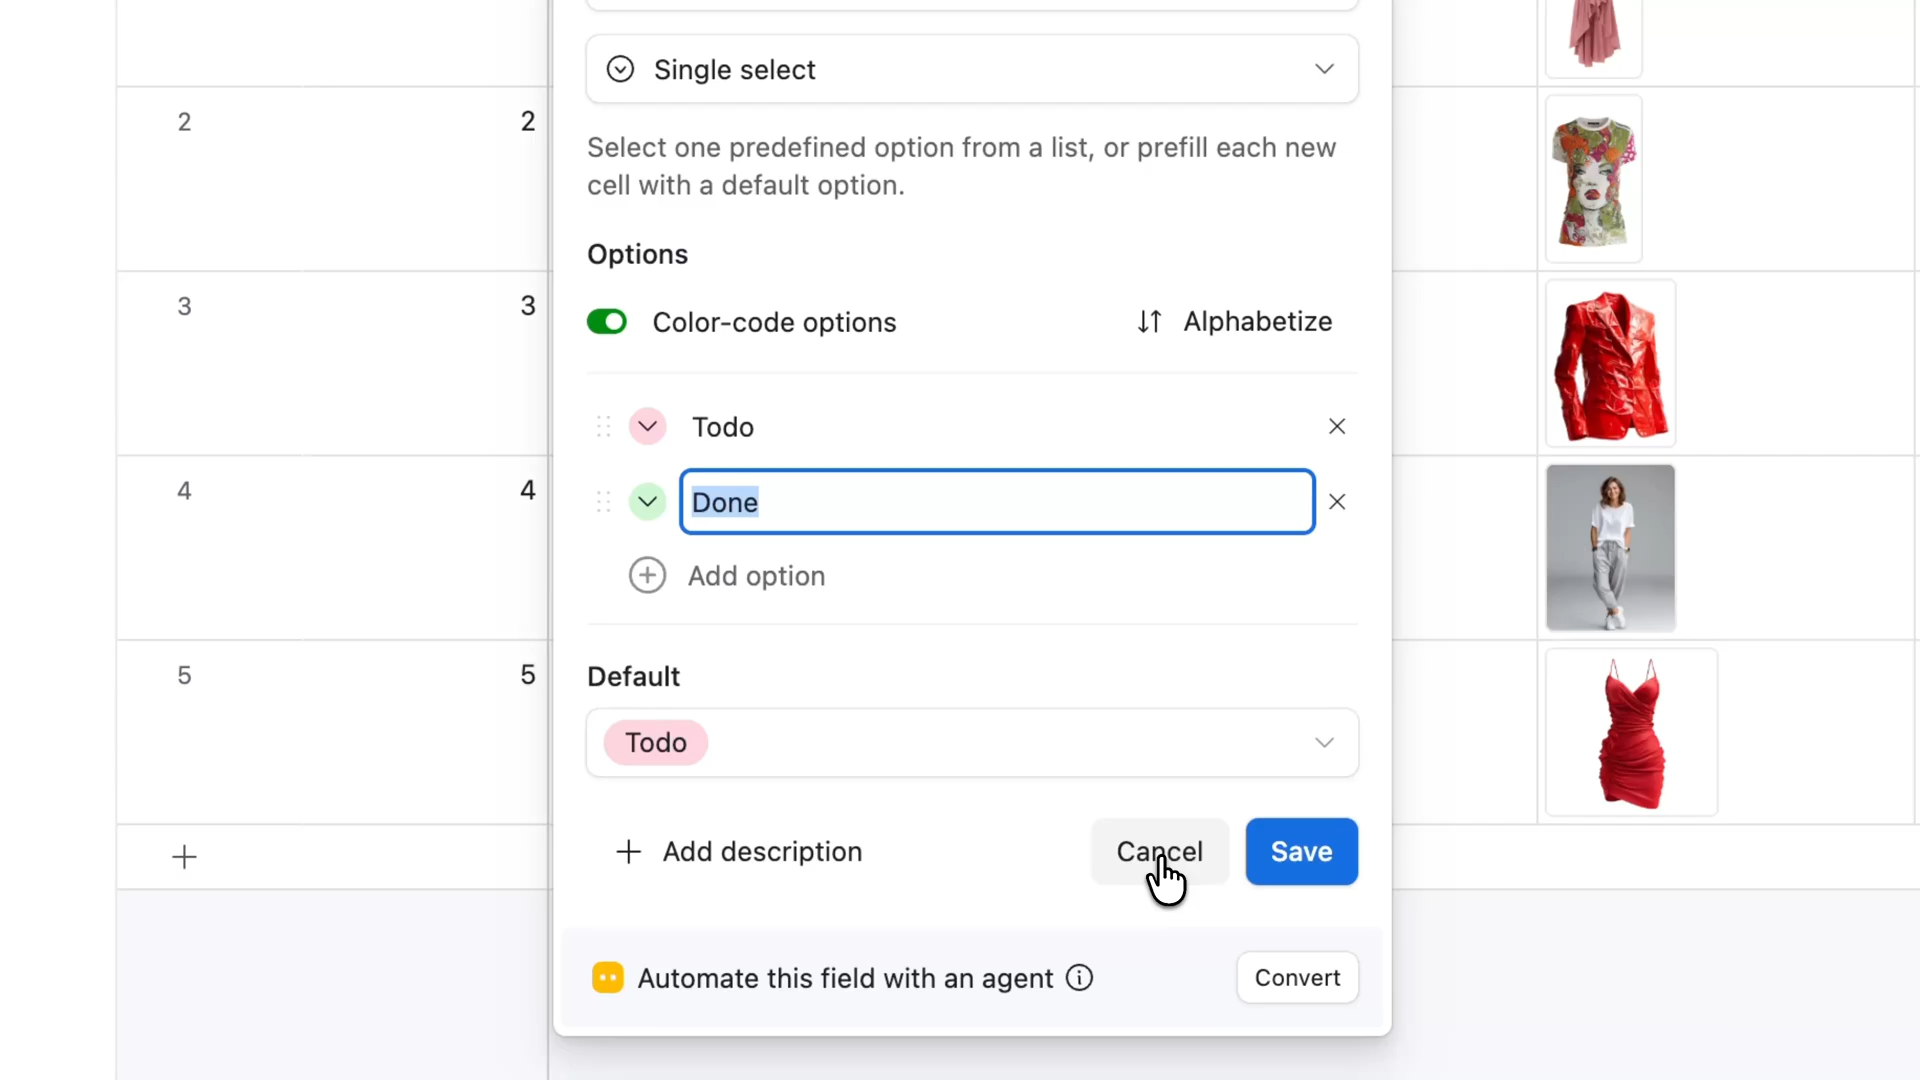 Single select
2
2
Select one predefined option from a list, or prefill each new
cell with a default option.
Options
3
3
Color-code options
Alphabetize
Todo
4
4
Done
Add option
5
5
Default
Todo
Add description
Cancel
Save
Automate this field with an agent
Convert